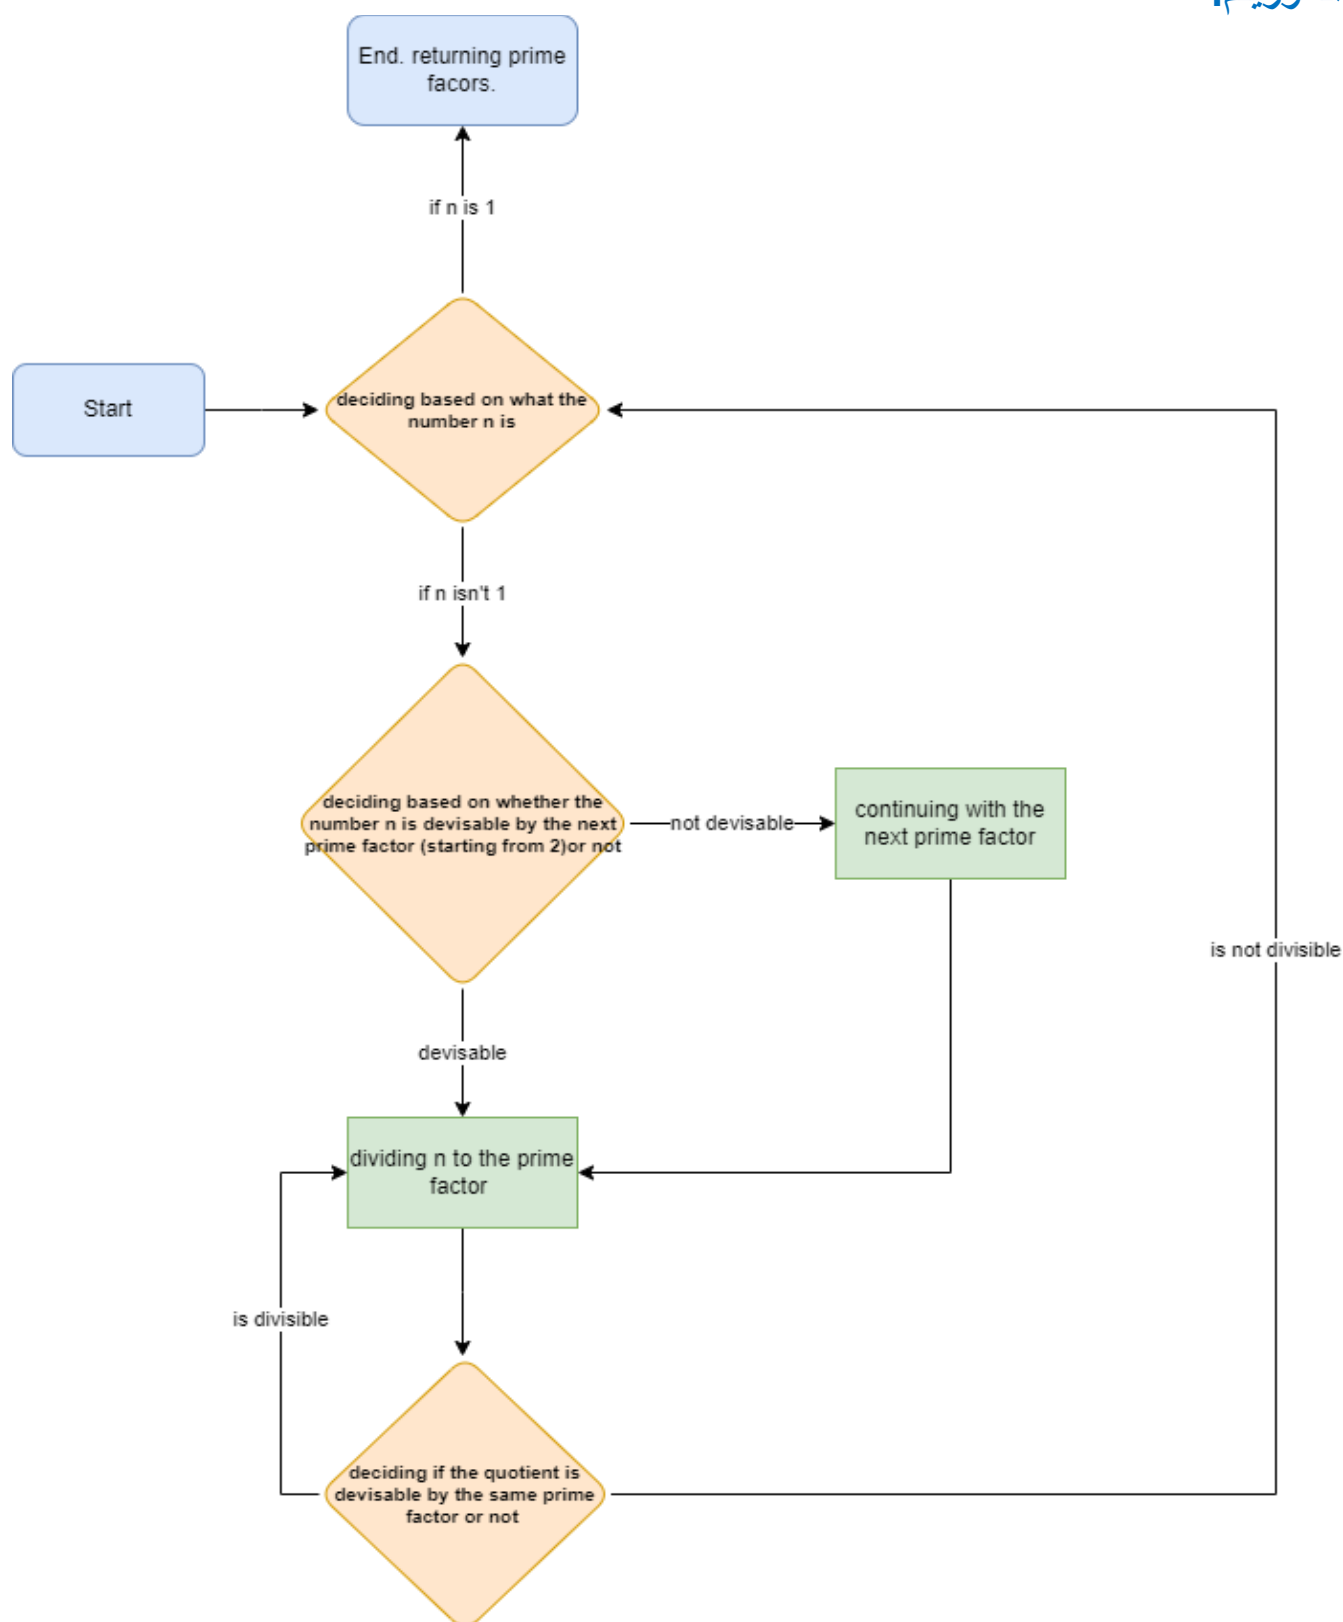 End. returning prime
facors.
if n is 1
Start
deciding based on what the
number n is
if n isn't 1
deciding based on whether the
number n is devisable by the next
prime factor (starting from 2)or not
not devisable
continuing with the
next prime factor
is not divisible
devisable
dividing n to the prime
factor
is divisible
deciding if the quotient is
devisable by the same prime
factor or not